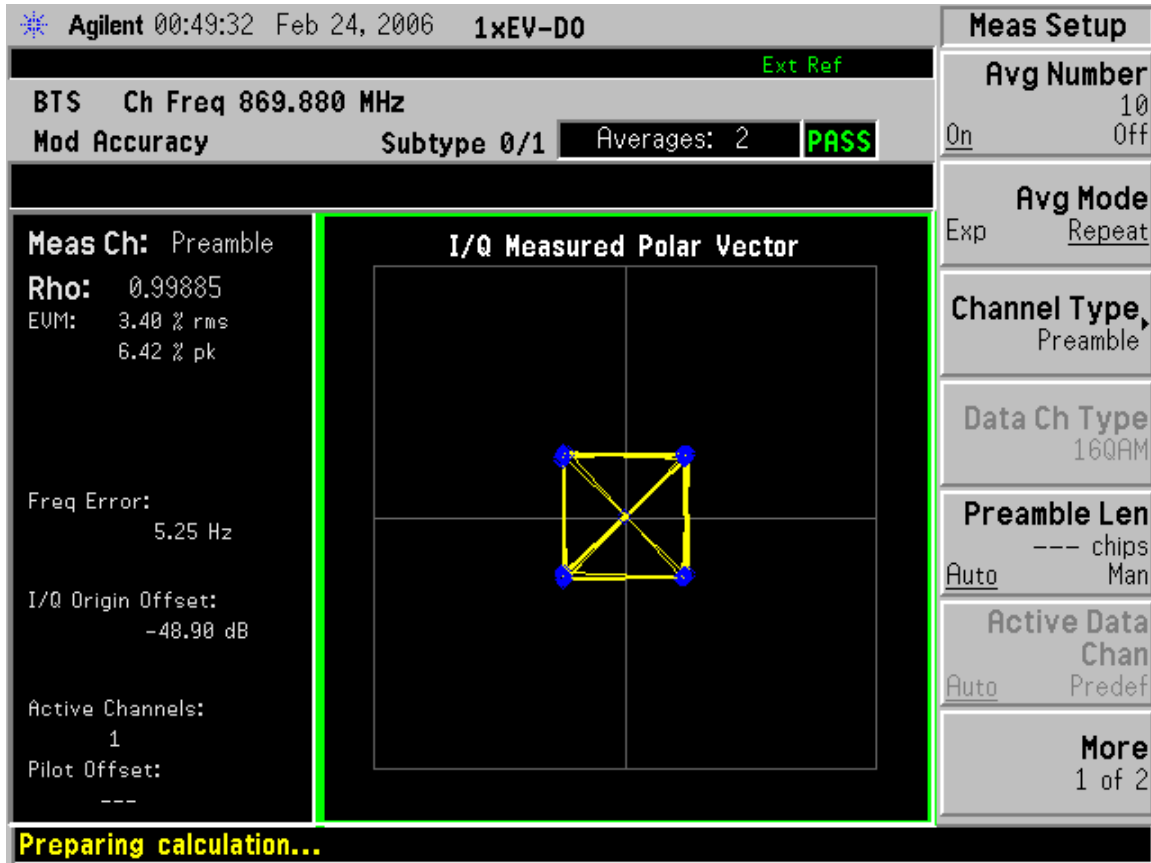 Agilent 00:49:32 Feb 24, 2006 1xEV-DO
Ext Ref
BTS Ch Freq 869.880 MHz
Mod Accuracy Subtype 0/1 Averages: 2 PASS
Meas Ch: Preamble
Rho: 0.99885
EVM: 3.40 % rms
6.42 % pk
Freq Error:
5.25 Hz
I/Q Origin Offset:
-48.90 dB
Active Channels:
1
Pilot Offset:
---
I/Q Measured Polar Vector
Meas Setup
Avg Number
10
On Off
Avg Mode
Exp Repeat
Channel Type
Preamble
Data Ch Type
16QAM
Preamble Len
--- chips
Auto Man
Active Data
Chan
Auto Predef
More
1 of 2
Preparing calculation...